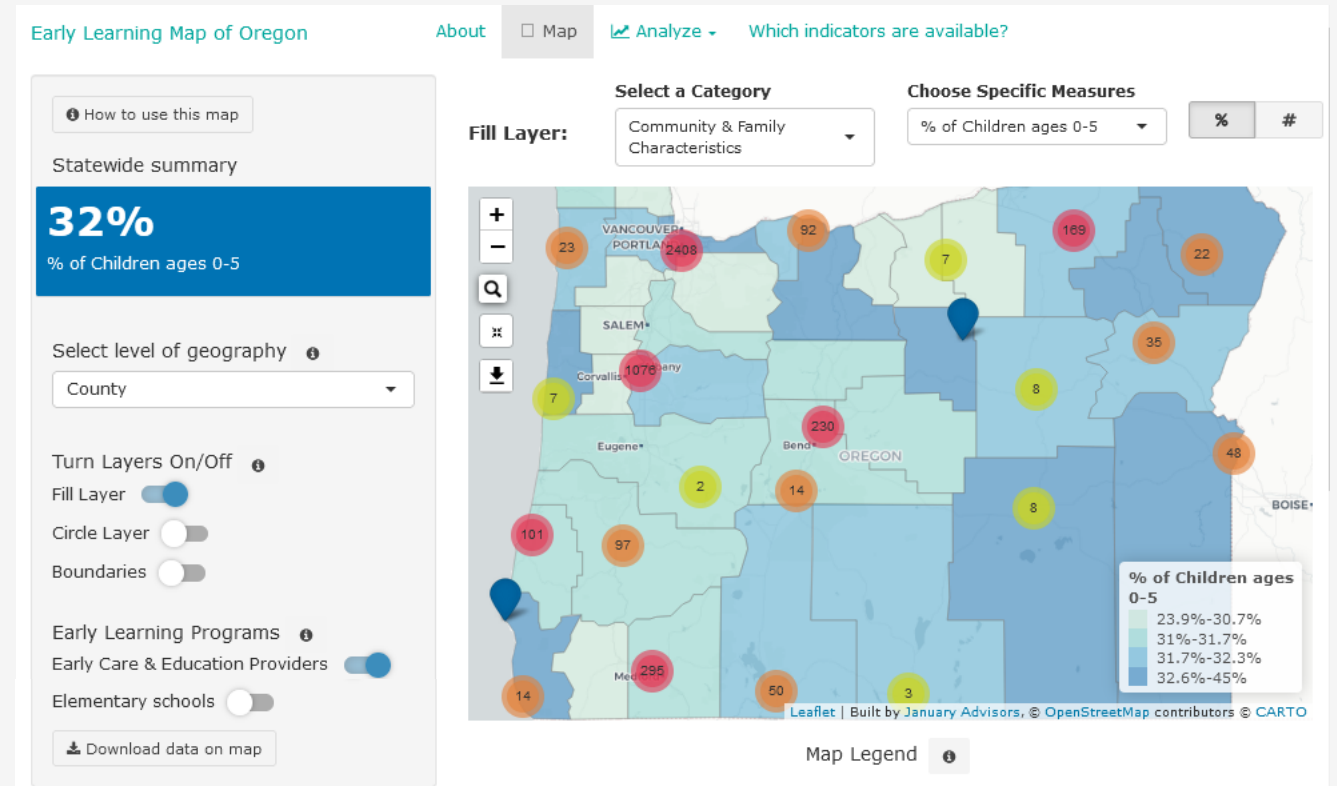 Early Learning Map of Oregon
About
Map
Analyze
Which indicators are available?
How to use this map
Statewide summary
32%
% of Children ages 0-5
Select level of geography
County
Turn Layers On/Off
Fill Layer
Circle Layer
Boundaries
Early Learning Programs
Early Care & Education Providers
Elementary schools
Download data on map
Fill Layer:
Select a Category
Community & Family
Characteristics
Choose Specific Measures
% of Children ages 0-5
%
#
+
−
23
VANCOUVER
2408
92
7
169
22
SALEM
35
Corvallis
1076
7
8
230
Eugene
Bend
OREGON
48
2
14
8
BOISE
101
97
295
14
50
3
% of Children ages
0-5
23.9%-30.7%
31%-31.7%
31.7%-32.3%
32.6%-45%
Leaflet | Built by January Advisors, © OpenStreetMap contributors © CARTO
Map Legend